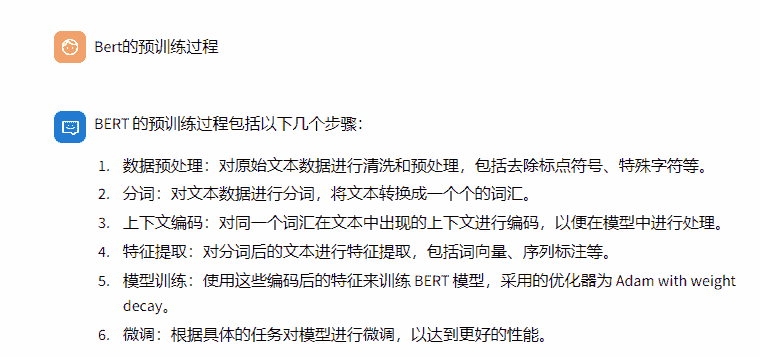 Bert的预训练过程
BERT 的预训练过程包括以下几个步骤：
1. 数据预处理：对原始文本数据进行清洗和预处理，包括去除标点符号、特殊字符等。
2. 分词：对文本数据进行分词，将文本转换成一个个的词汇。
3. 上下文编码：对同一个词汇在文本中出现的上下文进行编码，以便在模型中进行处理。
4. 特征提取：对分词后的文本进行特征提取，包括词向量、序列标注等。
5. 模型训练：使用这些编码后的特征来训练 BERT 模型，采用的优化器为 Adam with weight
decay。
6. 微调：根据具体的任务对模型进行微调，以达到更好的性能。